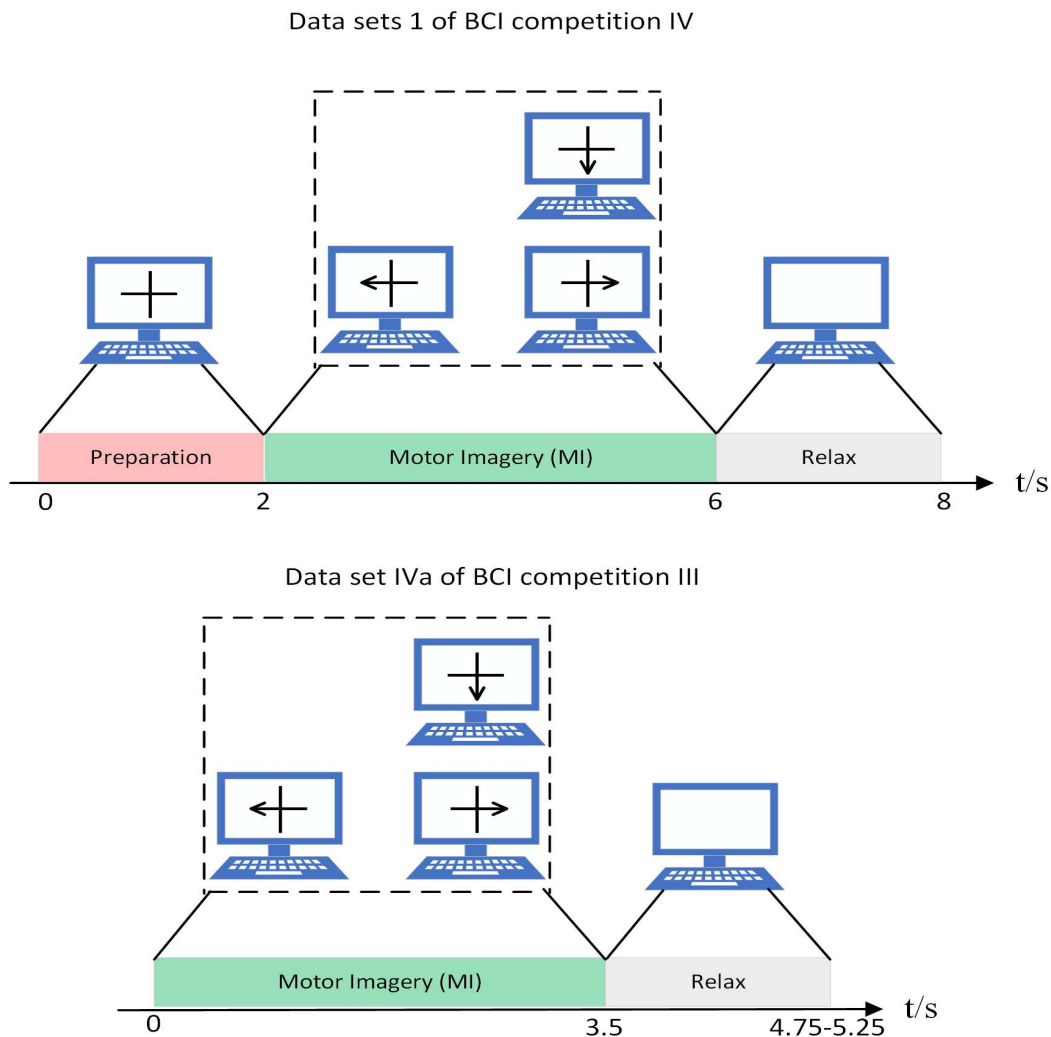 Data sets 1 of BCI competition IV
Preparation
Motor Imagery (MI)
Relax
0
2
6
8
t/s
Data set IVa of BCI competition III
Motor Imagery (MI)
Relax
0
3.5
4.75-5.25
t/s